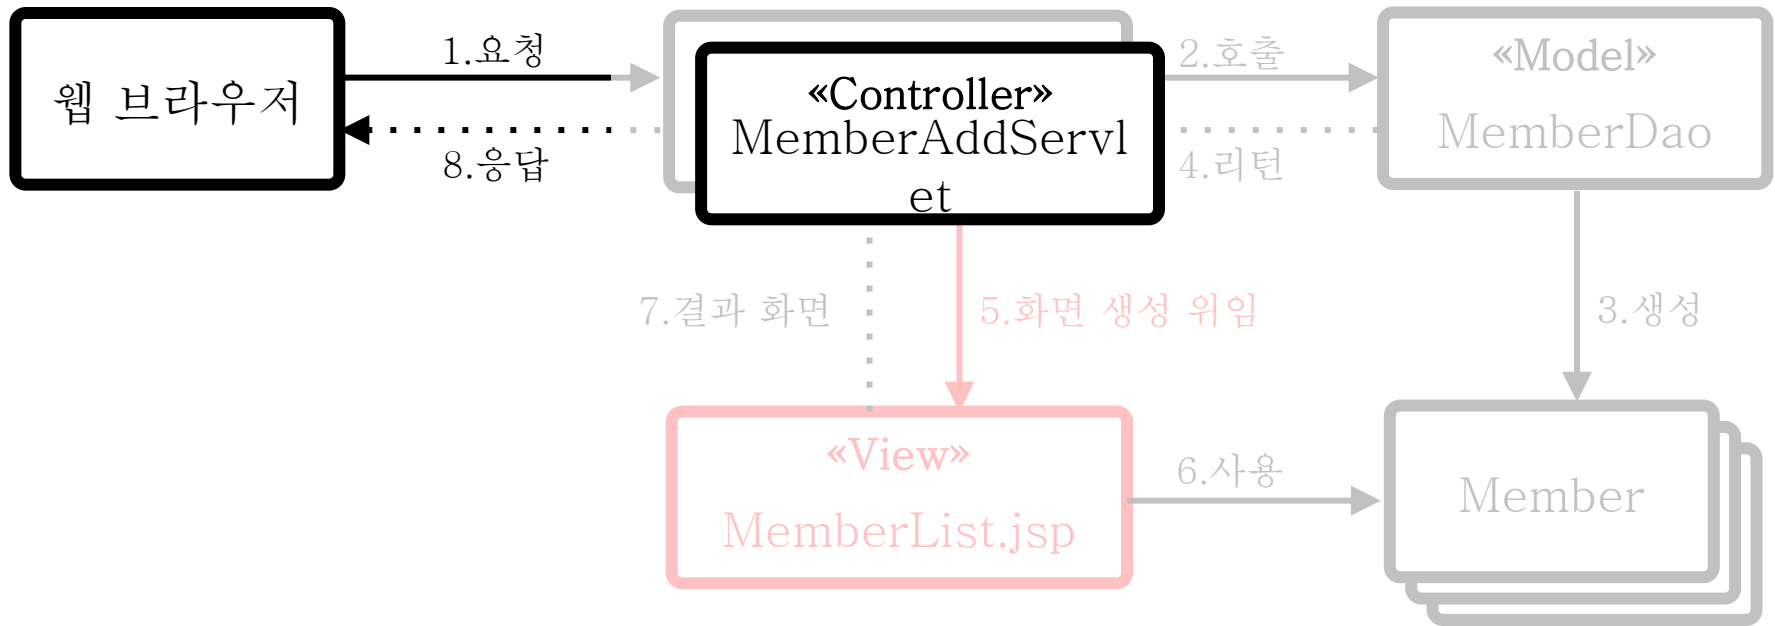 웹 브라우저
1.요청
8.응답
«Controller»
MemberAddServl
et
2.호출
4.리턴
«Model»
MemberDao
7.결과 화면
5.화면 생성 위임
3.생성
«View»
MemberList.jsp
6.사용
Member